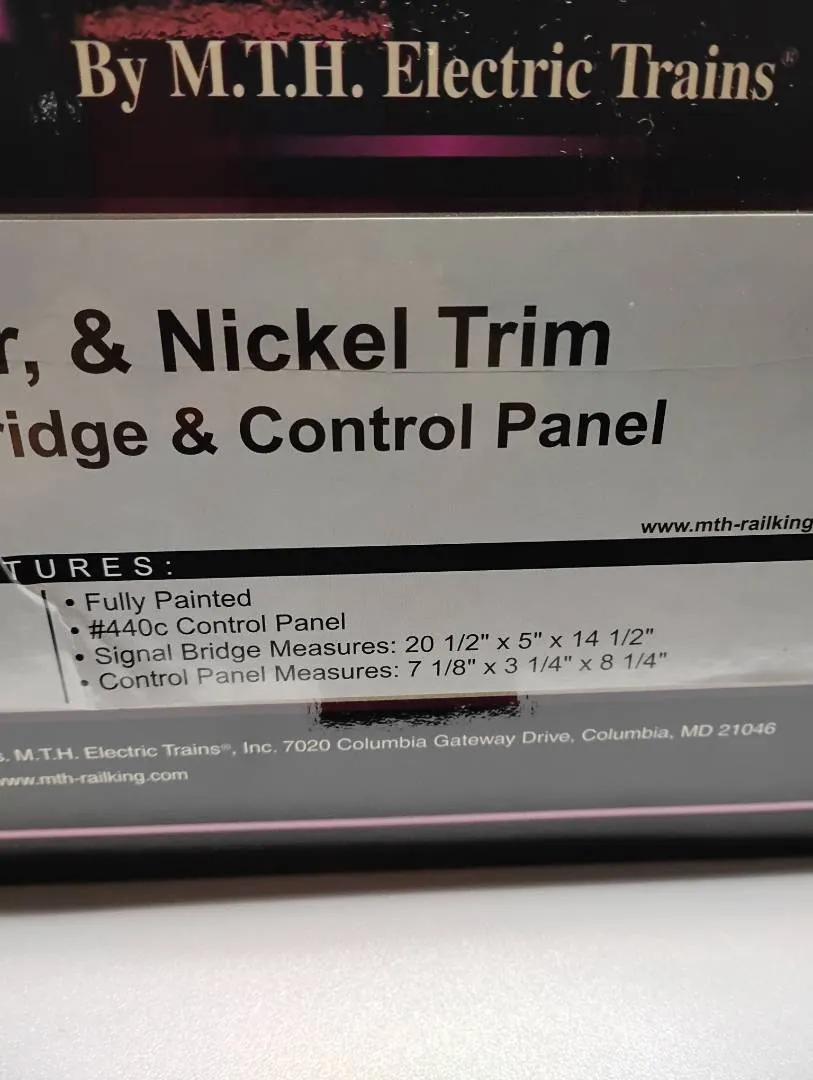 By M.T.H. Electric Trains®
r, & Nickel Trim
ridge & Control Panel
www.mth-railking
TURES:
• Fully Painted
• #440c Control Panel
• Signal Bridge Measures: 20 1/2" x 5" x 14 1/2"
• Control Panel Measures: 7 1/8" x 3 1/4" x 8 1/4"
s. M.T.H. Electric Trains®, Inc. 7020 Columbia Gateway Drive, Columbia, MD 21046
www.mth-railking.com